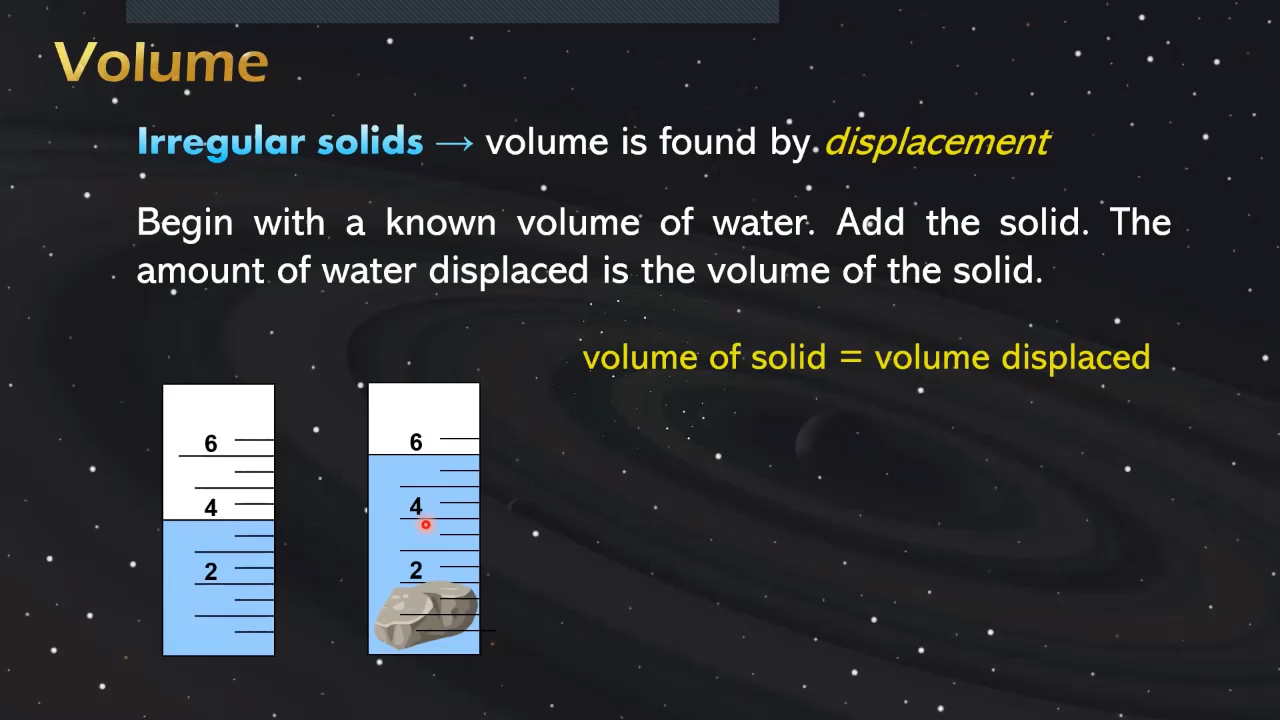 Volume
Irregular solids → volume is found by displacement
Begin with a known volume of water. Add the solid. The
amount of water displaced is the volume of the solid.
volume of solid = volume displaced
6
4
2
6
4
2